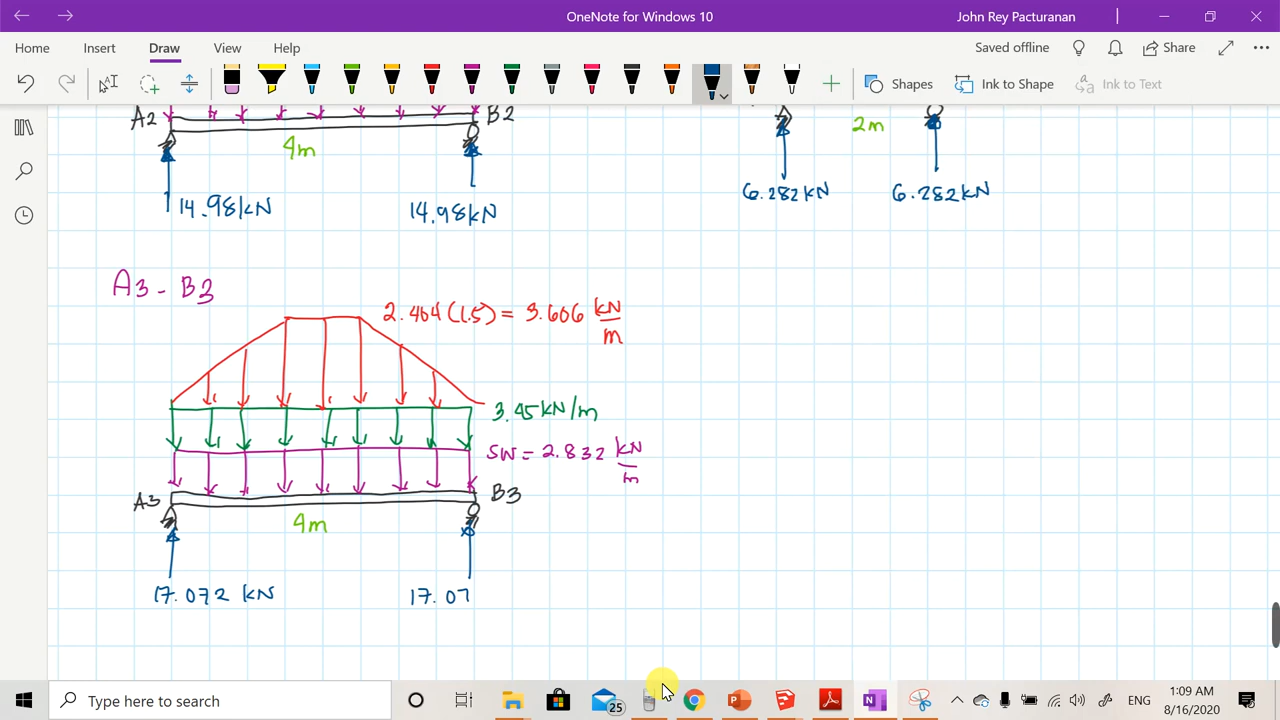 OneNote for Windows 10
John Rey Pacturanan
Home Insert Draw View Help
Saved offline
Share
Shapes
Ink to Shape
Ink to Text
A2
B2
4m
14.98kN
14.98kN
2m
6.282kN
6.282kN
A3 - B3
2.404(1.5) = 3.606 kN/m
3.45kN/m
SW = 2.832 kN/m
A3
B3
4m
17.072 kN
17.07
Type here to search
25
ENG
1:09 AM
8/16/2020